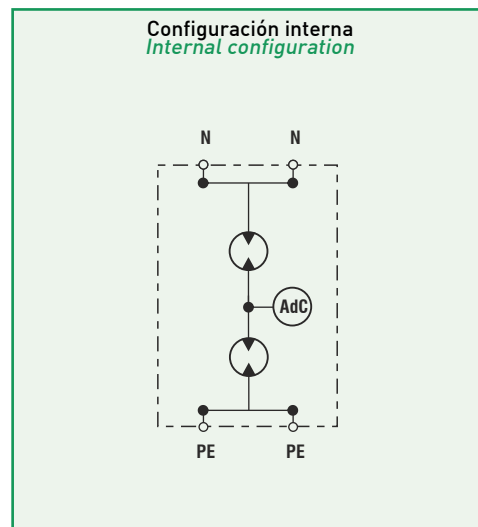 Configuración interna
Internal configuration
N N
AdC
PE PE